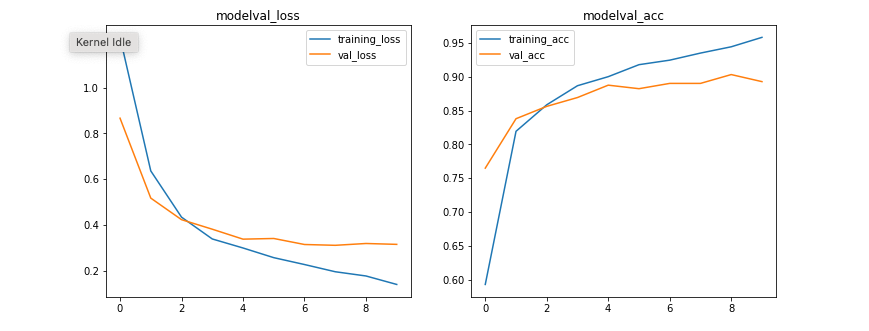 modelval_loss
Kernel Idle
training_loss
val_loss
1.0
0.8
0.6
0.4
0.2
0 2 4 6 8
modelval_acc
training_acc
val_acc
0.95
0.90
0.85
0.80
0.75
0.70
0.65
0.60
0 2 4 6 8